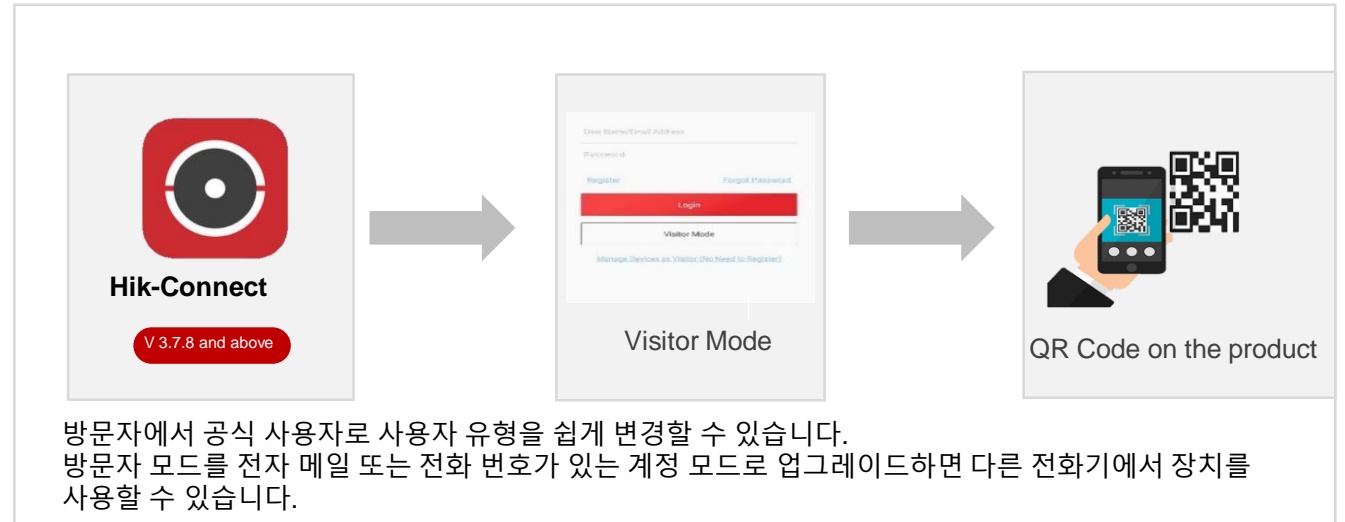 Hik-Connect
V 3.7.8 and above
User Name/Email Address
Password
Register Forgot Password
Login
Visitor Mode
Manage Devices as Visitor (No Need to Register)
Visitor Mode
QR Code on the product
방문자에서 공식 사용자로 사용자 유형을 쉽게 변경할 수 있습니다.
방문자 모드를 전자 메일 또는 전화 번호가 있는 계정 모드로 업그레이드하면 다른 전화기에서 장치를
사용할 수 있습니다.